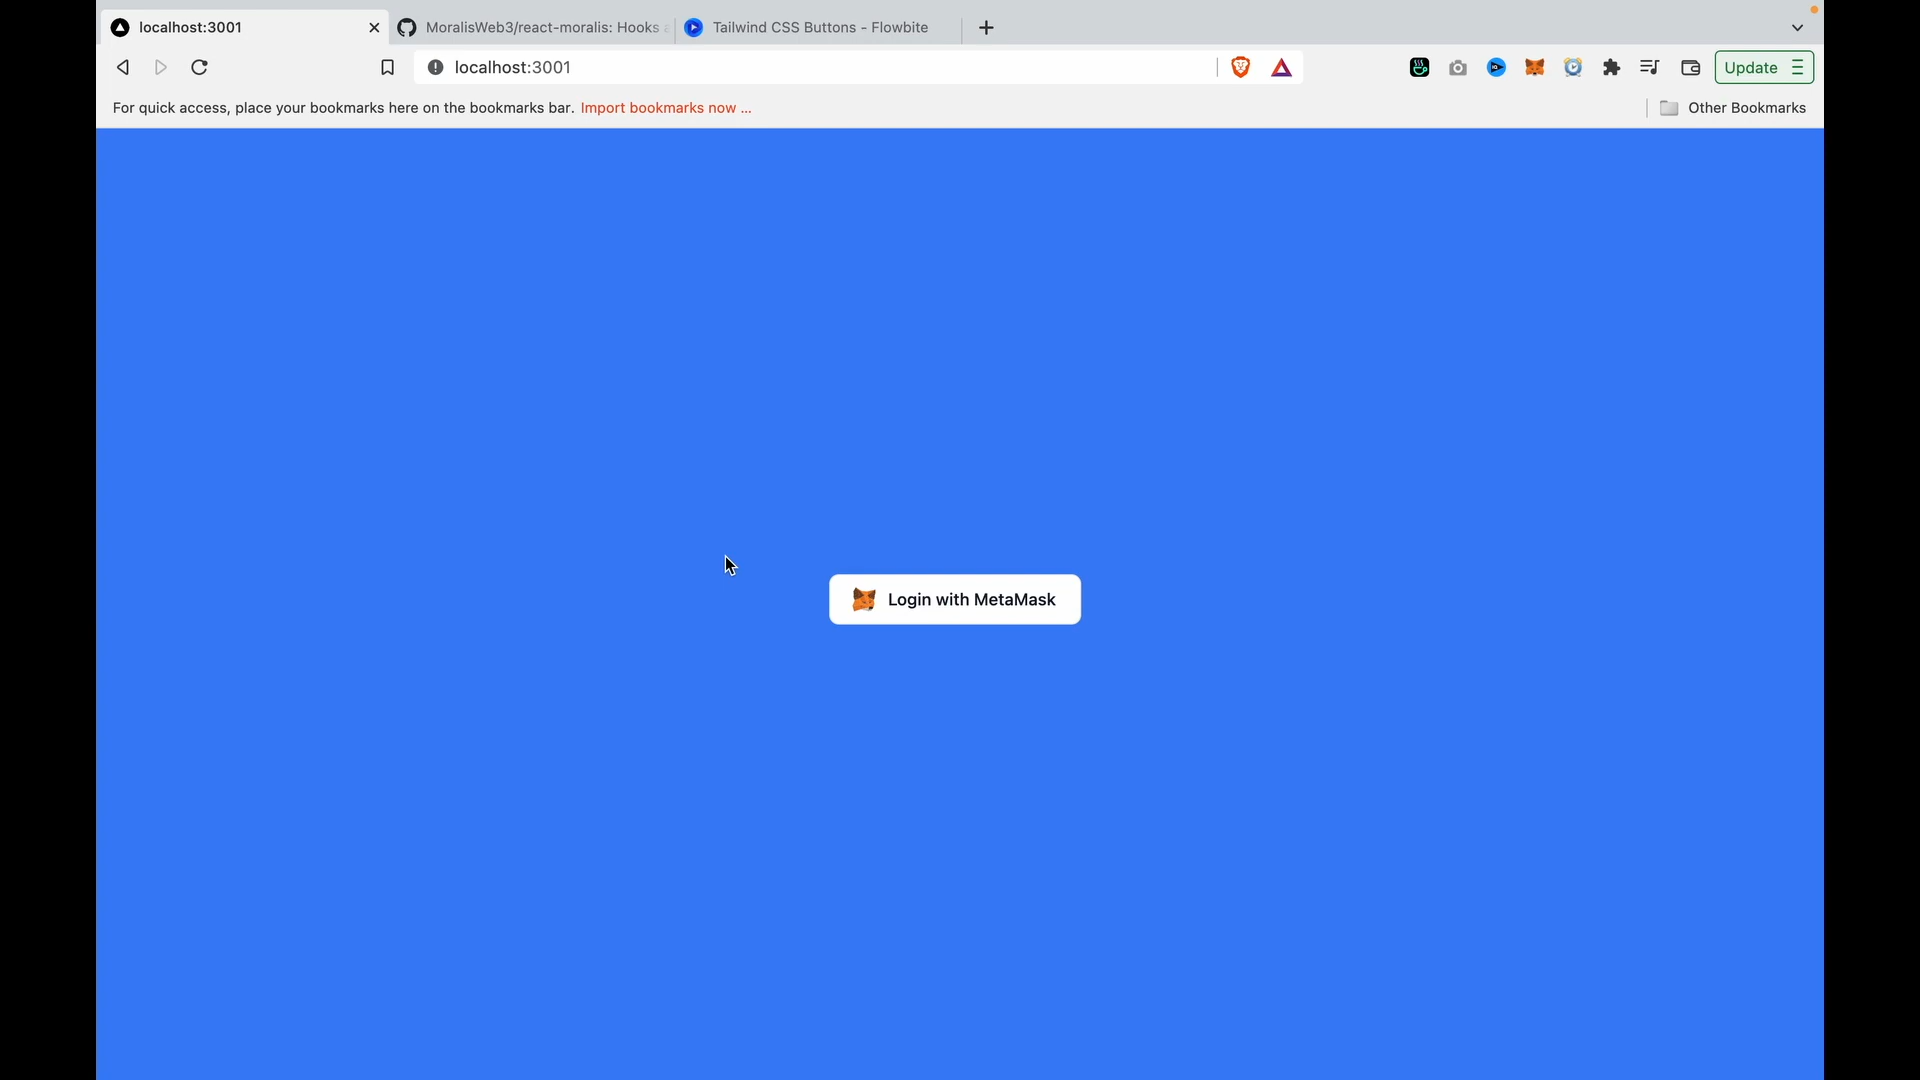 localhost:3001
MoralisWeb3/react-moralis: Hooks
Tailwind CSS Buttons - Flowbite
localhost:3001
Update
For quick access, place your bookmarks here on the bookmarks bar. Import bookmarks now ...
Other Bookmarks
Login with MetaMask